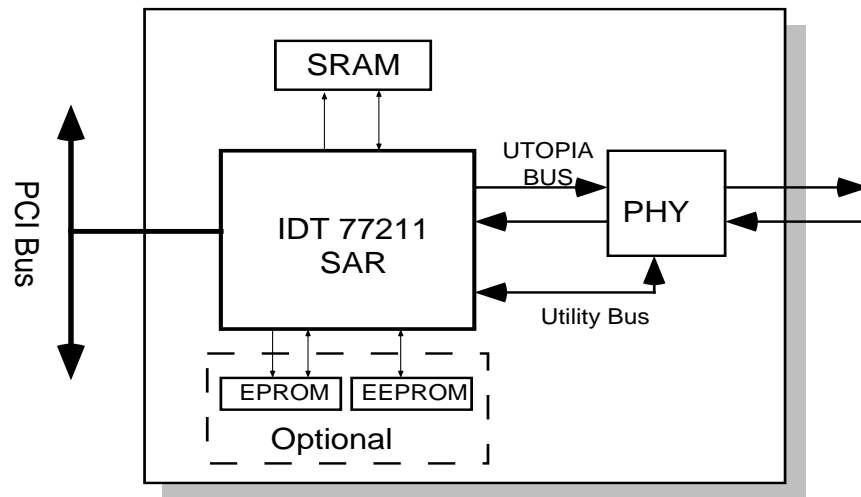 SRAM
UTOPIA
BUS
PCI Bus
IDT 77211
SAR
PHY
Utility Bus
EPROM
EEPROM
Optional